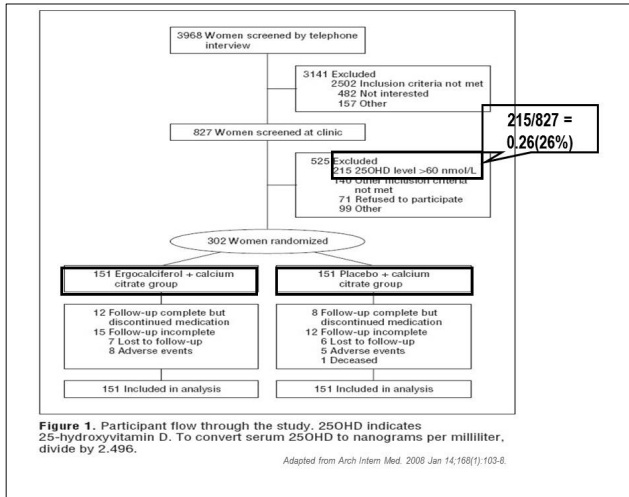 3968 Women screened by telephone
interview
3141 Excluded
2502 Inclusion criteria not met
482 Not interested
157 Other
827 Women screened at clinic
215/827 =
0.26(26%)
525 Excluded
215 25OHD level >60 nmol/L
140 Other inclusion criteria
not met
71 Refused to participate
99 Other
302 Women randomized
151 Ergocalciferol + calcium
citrate group
151 Placebo + calcium
citrate group
12 Follow-up complete but
discontinued medication
15 Follow-up incomplete
7 Lost to follow-up
8 Adverse events
8 Follow-up complete but
discontinued medication
12 Follow-up incomplete
6 Lost to follow-up
5 Adverse events
1 Deceased
151 Included in analysis
151 Included in analysis
Figure 1. Participant flow through the study. 25OHD indicates
25-hydroxyvitamin D. To convert serum 25OHD to nanograms per milliliter,
divide by 2.496.
Adapted from Arch Intern Med. 2008 Jan 14;168(1):103-8.